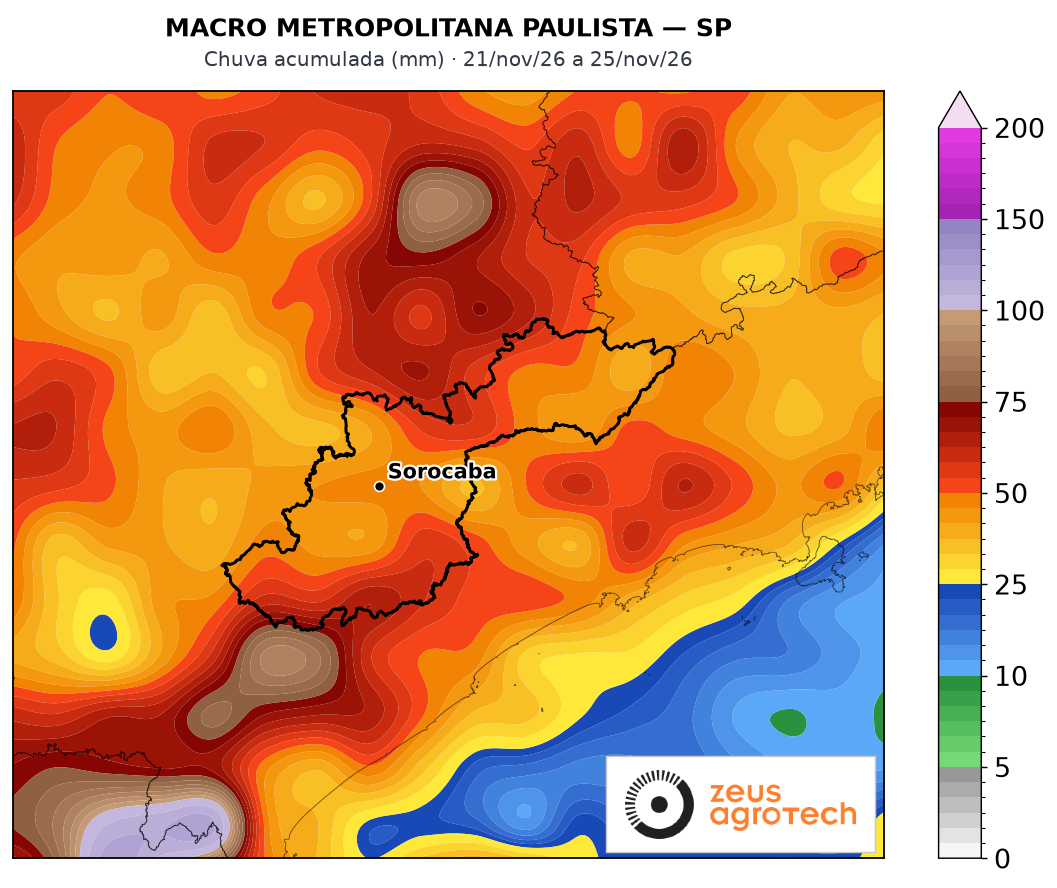 MACRO METROPOLITANA PAULISTA — SP
Chuva acumulada (mm) · 21/nov/26 a 25/nov/26
200
150
100
75
50
25
10
5
0
Sorocaba
zeus
agroTech